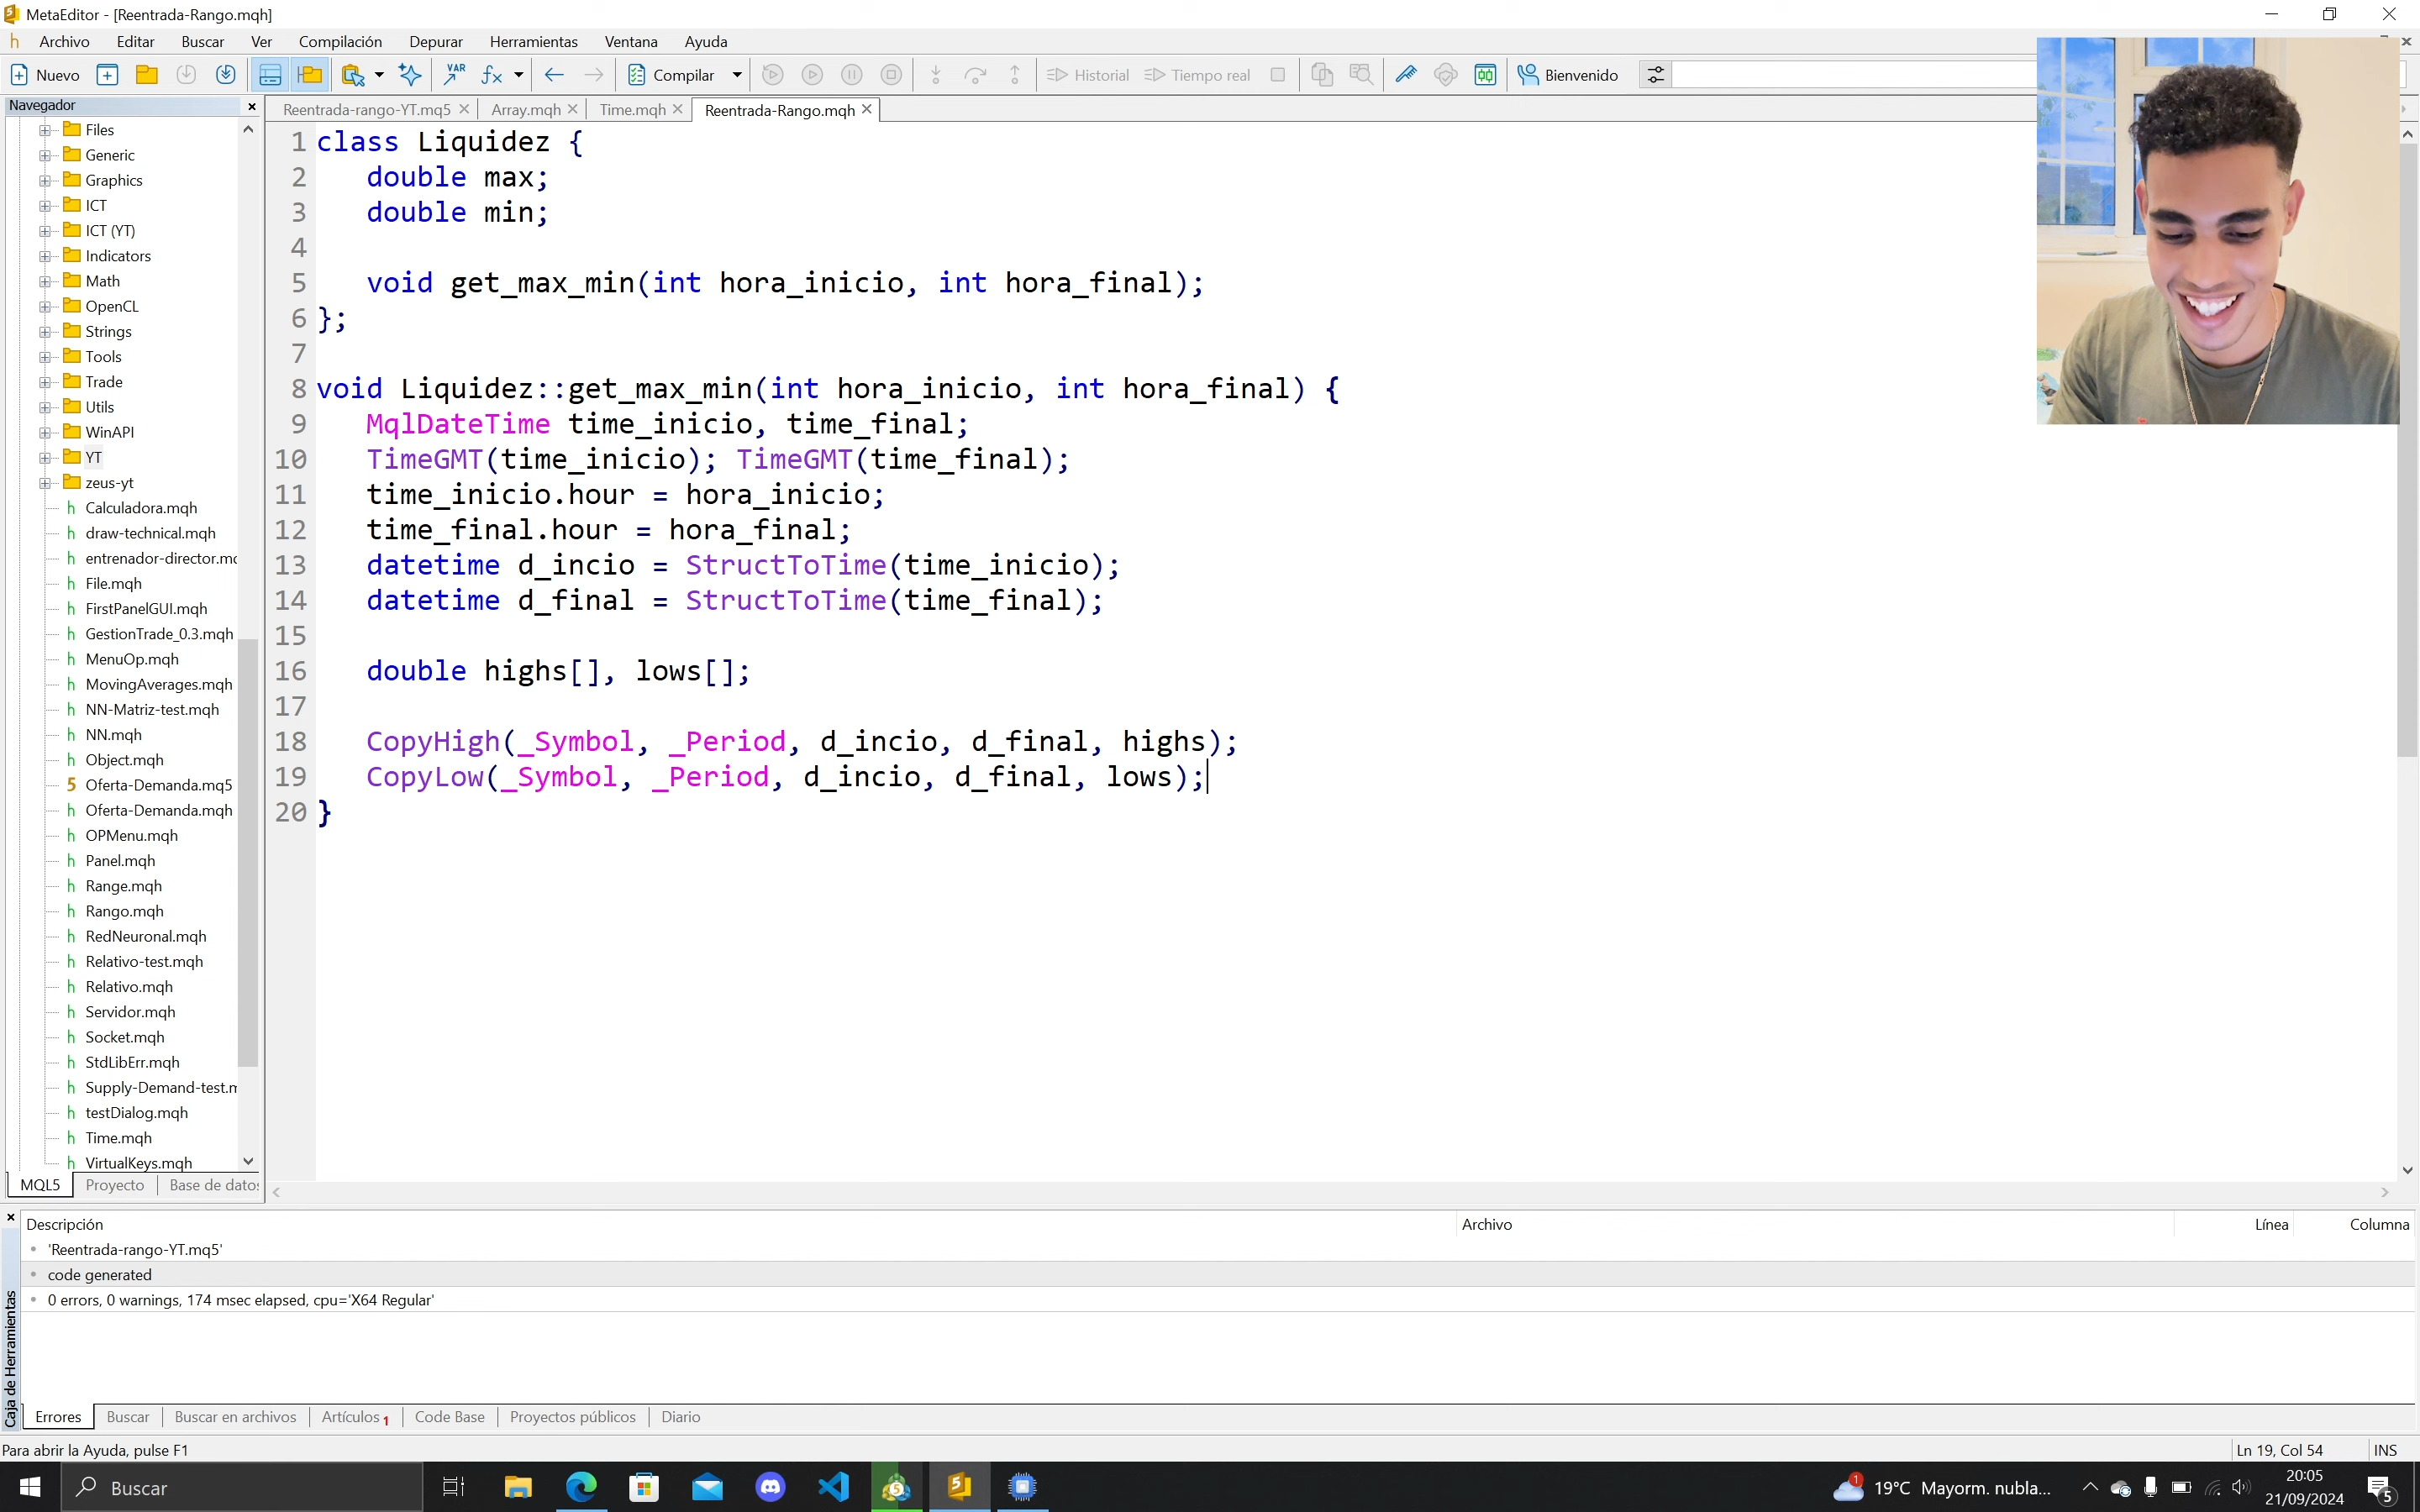 MetaEditor - [Reentrada-Rango.mqh]
Archivo Editar Buscar Ver Compilación Depurar Herramientas Ventana Ayuda
Nuevo VAR fx Compilar Historial Tiempo real Bienvenido
Navegador
Reentrada-rango-YT.mq5 Array.mqh Time.mqh Reentrada-Rango.mqh
Files
Generic
Graphics
ICT
ICT (YT)
Indicators
Math
OpenCL
Strings
Tools
Trade
Utils
WinAPI
YT
zeus-yt
Calculadora.mqh
draw-technical.mqh
entrenador-director.mq
File.mqh
FirstPanelGUI.mqh
GestionTrade_0.3.mqh
MenuOp.mqh
MovingAverages.mqh
NN-Matriz-test.mqh
NN.mqh
Object.mqh
Oferta-Demanda.mq5
Oferta-Demanda.mqh
OPMenu.mqh
Panel.mqh
Range.mqh
Rango.mqh
RedNeuronal.mqh
Relativo-test.mqh
Relativo.mqh
Servidor.mqh
Socket.mqh
StdLibErr.mqh
Supply-Demand-test.m
testDialog.mqh
Time.mqh
VirtualKeys.mqh
MQL5 Proyecto Base de datos
1 class Liquidez {
2 double max;
3 double min;
4
5 void get_max_min(int hora_inicio, int hora_final);
6 };
7
8 void Liquidez::get_max_min(int hora_inicio, int hora_final) {
9 MqlDateTime time_inicio, time_final;
10 TimeGMT(time_inicio); TimeGMT(time_final);
11 time_inicio.hour = hora_inicio;
12 time_final.hour = hora_final;
13 datetime d_incio = StructToTime(time_inicio);
14 datetime d_final = StructToTime(time_final);
15
16 double highs[], lows[];
17
18 CopyHigh(_Symbol, _Period, d_incio, d_final, highs);
19 CopyLow(_Symbol, _Period, d_incio, d_final, lows);
20 }
Caja de Herramientas
Descripción Archivo Línea Columna
'Reentrada-rango-YT.mq5'
code generated
0 errors, 0 warnings, 174 msec elapsed, cpu='X64 Regular'
Errores Buscar Buscar en archivos Artículos 1 Code Base Proyectos públicos Diario
Para abrir la Ayuda, pulse F1 Ln 19, Col 54 INS
Buscar 1 19°C Mayorm. nubla... 20:05
21/09/2024 5